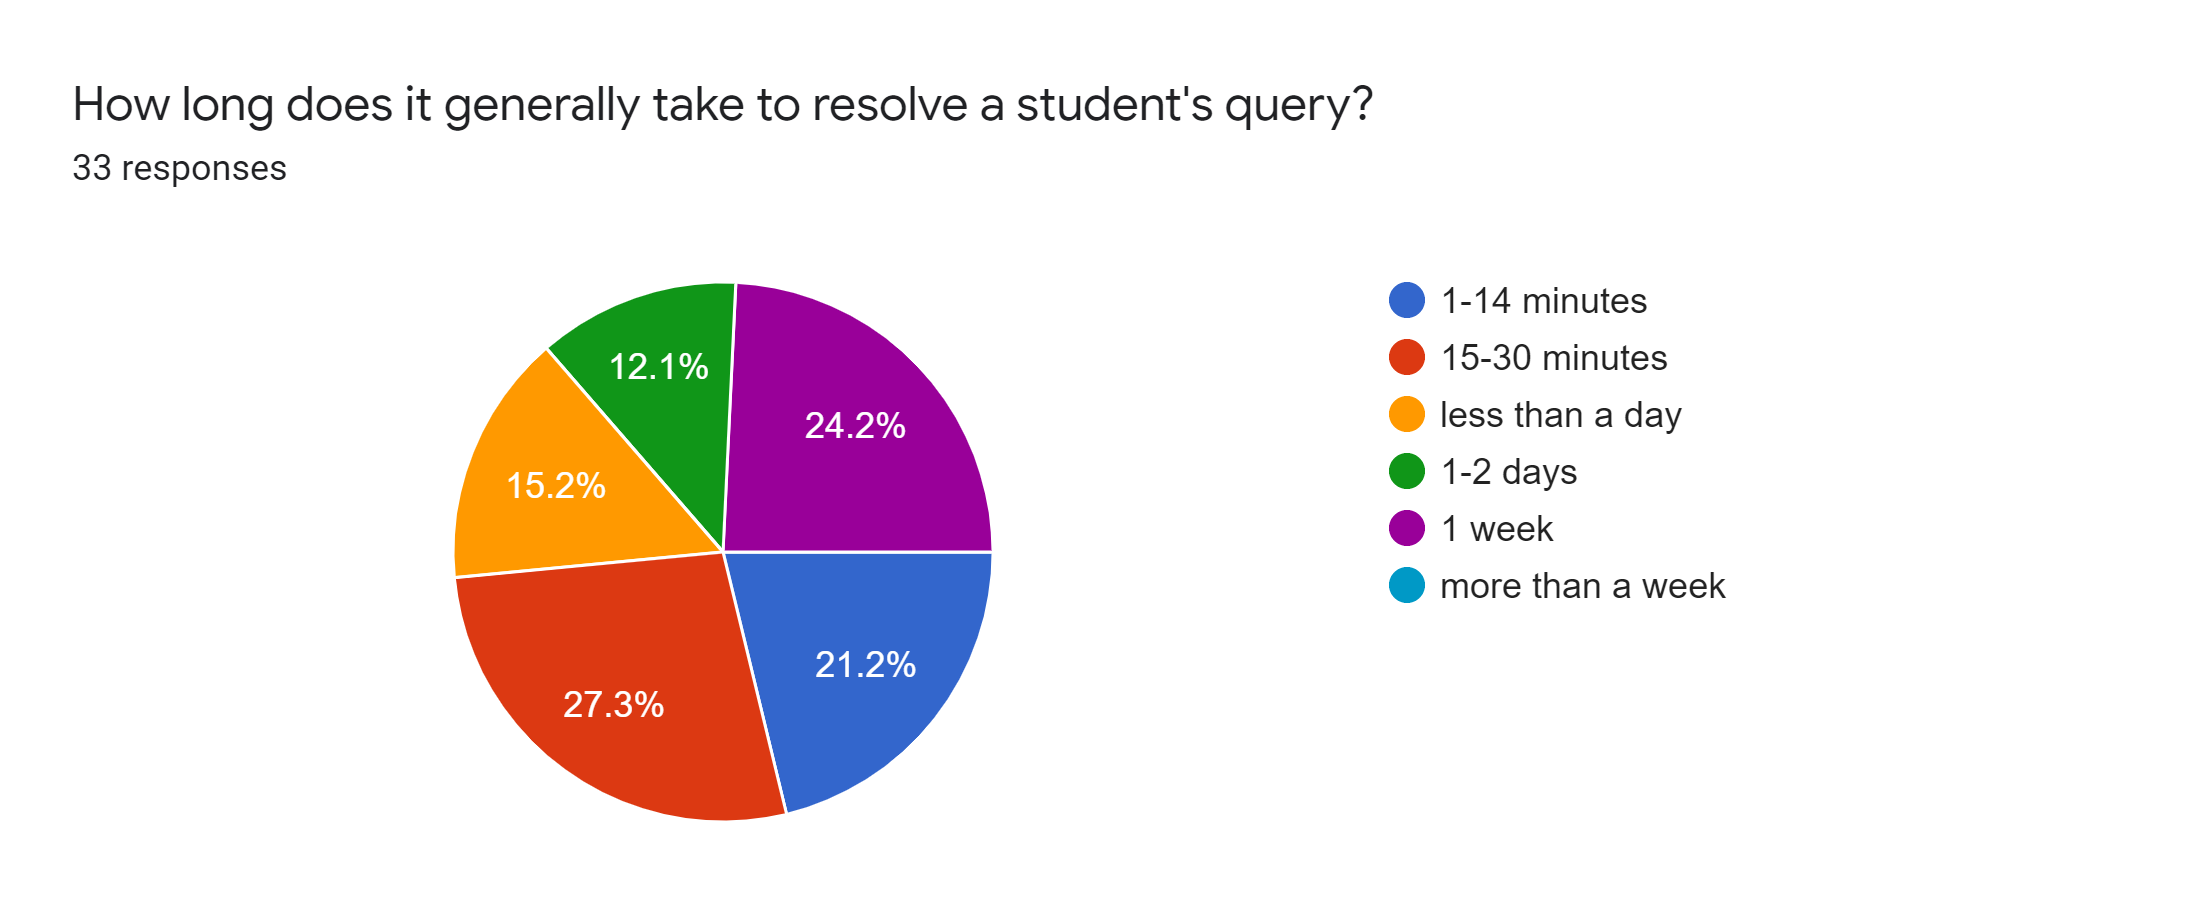 How long does it generally take to resolve a student's query?
33 responses
12.1%
24.2%
15.2%
21.2%
27.3%
1-14 minutes
15-30 minutes
less than a day
1-2 days
1 week
more than a week